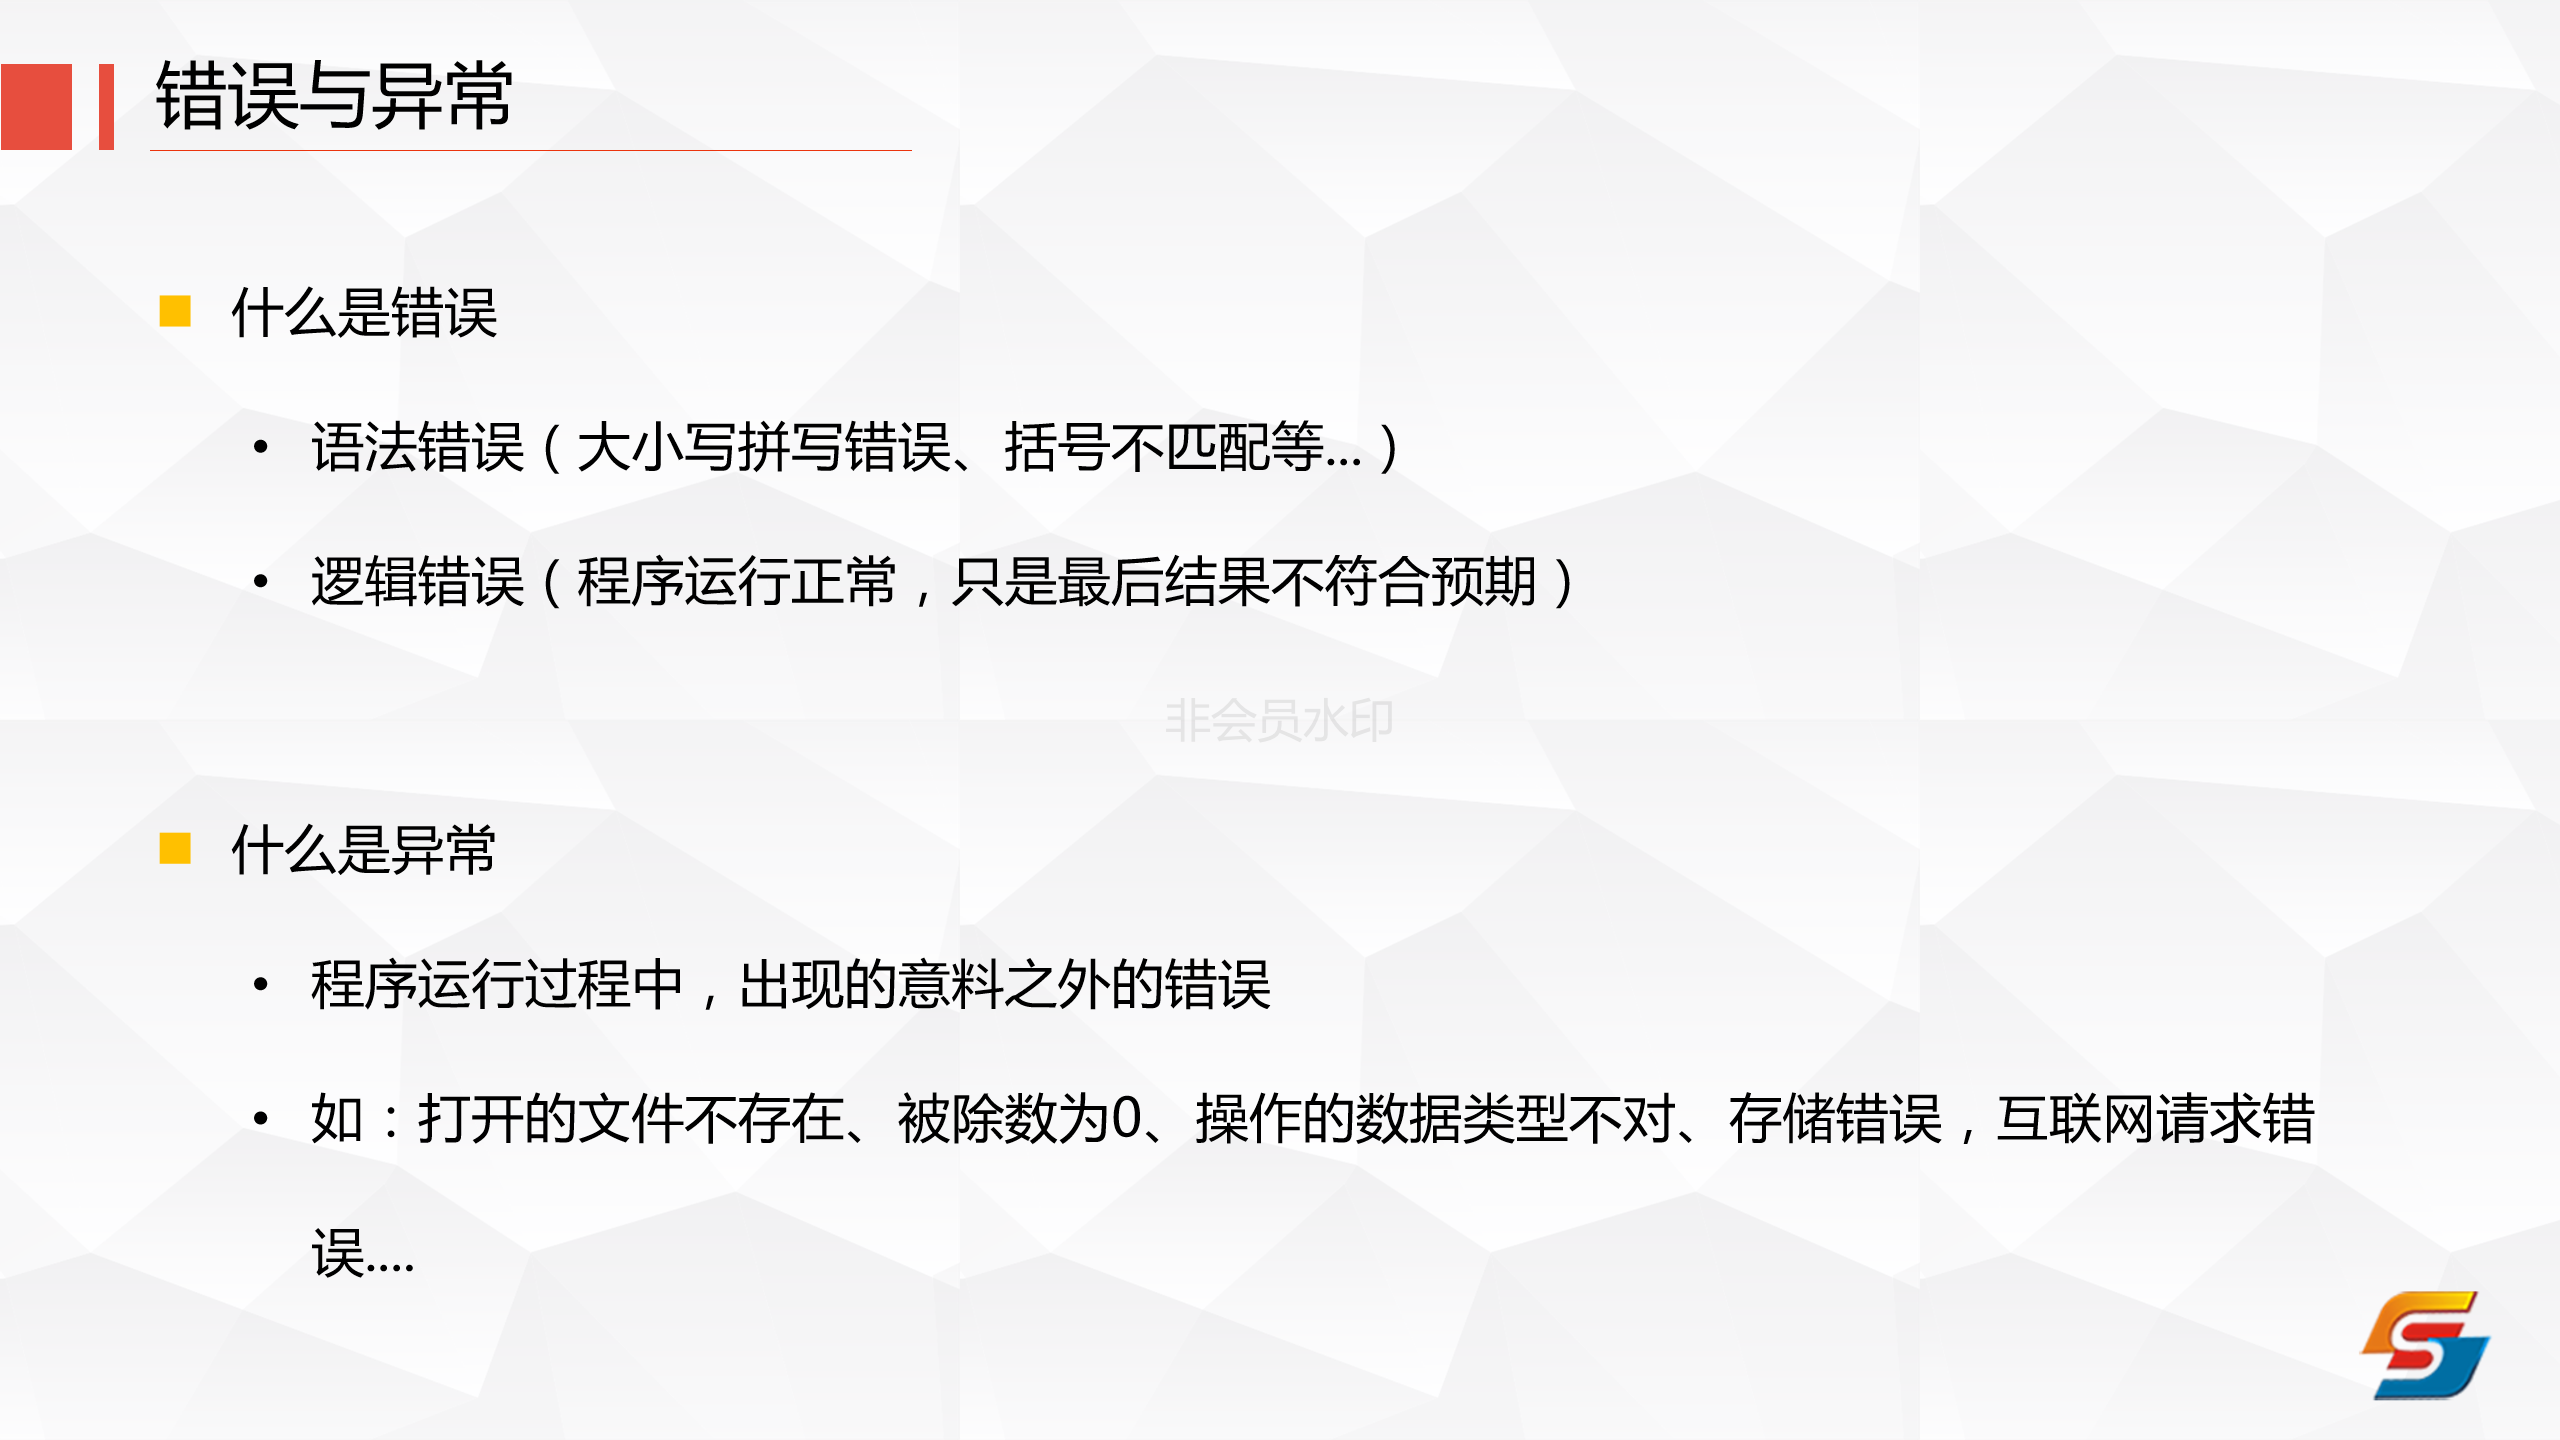 错误与异常
什么是错误
• 语法错误（大小写拼写错误、括号不匹配等...）
• 逻辑错误（程序运行正常，只是最后结果不符合预期）
非会员水印
什么是异常
• 程序运行过程中，出现的意料之外的错误
• 如：打开的文件不存在、被除数为0、操作的数据类型不对、存储错误，互联网请求错
误....